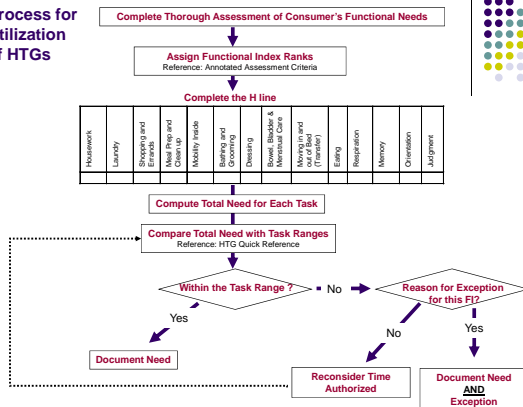 rocess for
tilization
f HTGs
Complete Thorough Assessment of Consumer's Functional Needs
Assign Functional Index Ranks
Reference: Annotated Assessment Criteria
Complete the H line
Housework
Laundry
Shopping and
Errands
Meal Prep and
Clean up
Mobility Inside
Bathing and
Grooming
Dressing
Bowel, Bladder &
Menstrual Care
Moving in and
out of Bed
(Transfer)
Eating
Respiration
Memory
Orientation
Judgment
Compute Total Need for Each Task
Compare Total Need with Task Ranges
Reference: HTG Quick Reference
Within the Task Range ?
No
Reason for Exception
for this FI?
Yes
No
Yes
Document Need
Reconsider Time
Authorized
Document Need
AND
Exception